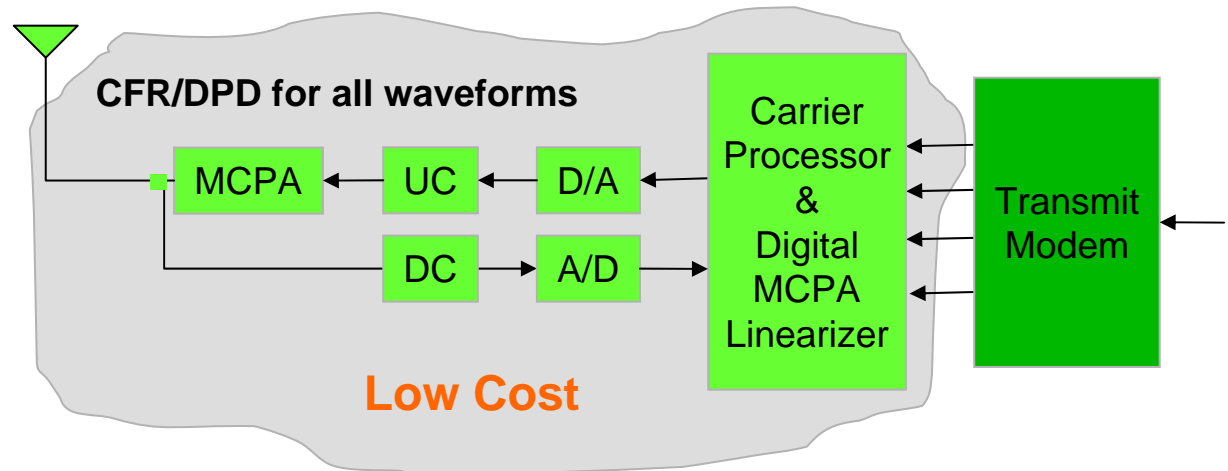 CFR/DPD for all waveforms
MCPA
UC
D/A
DC
A/D
Carrier
Processor
&
Digital
MCPA
Linearizer
Transmit
Modem
Low Cost